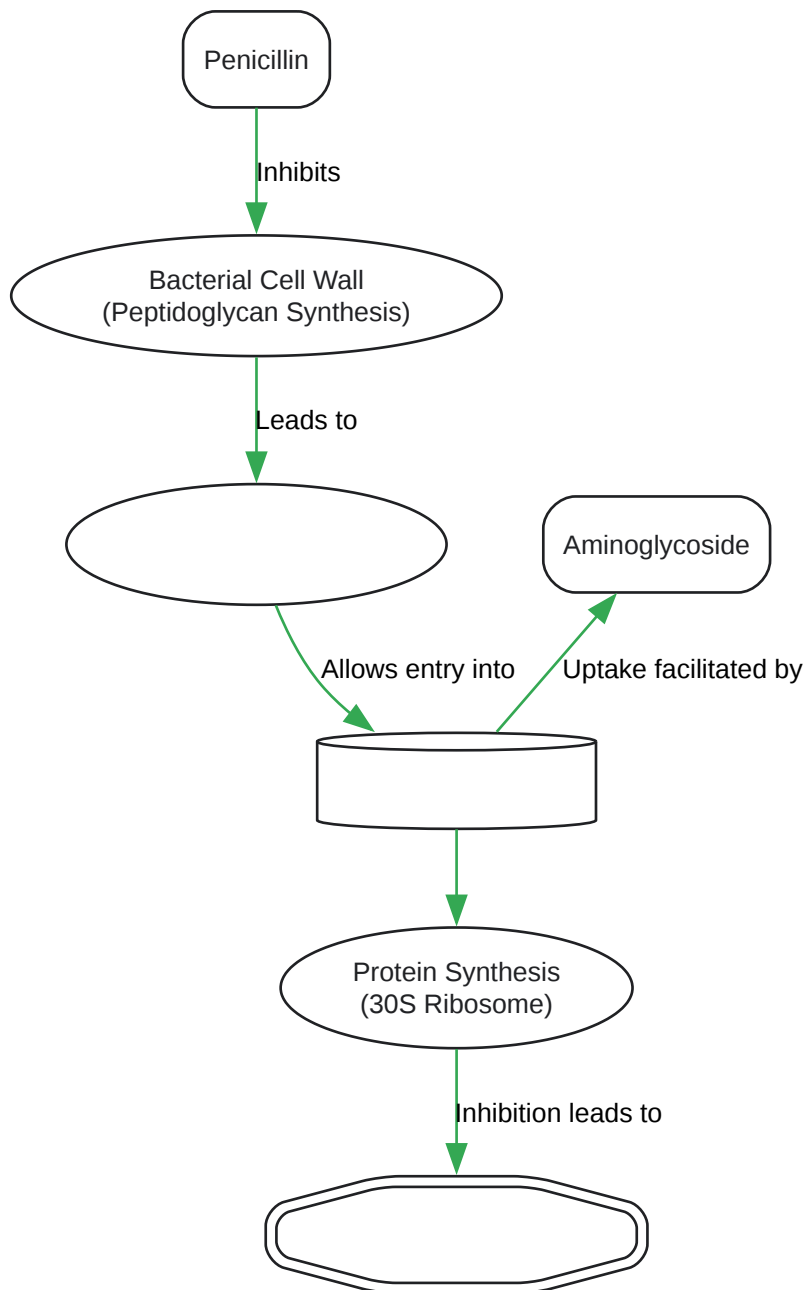 Penicillin
Inhibits
Bacterial Cell Wall
(Peptidoglycan Synthesis)
Leads to
Aminoglycoside
Allows entry into
Uptake facilitated by
Protein Synthesis
(30S Ribosome)
Inhibition leads to